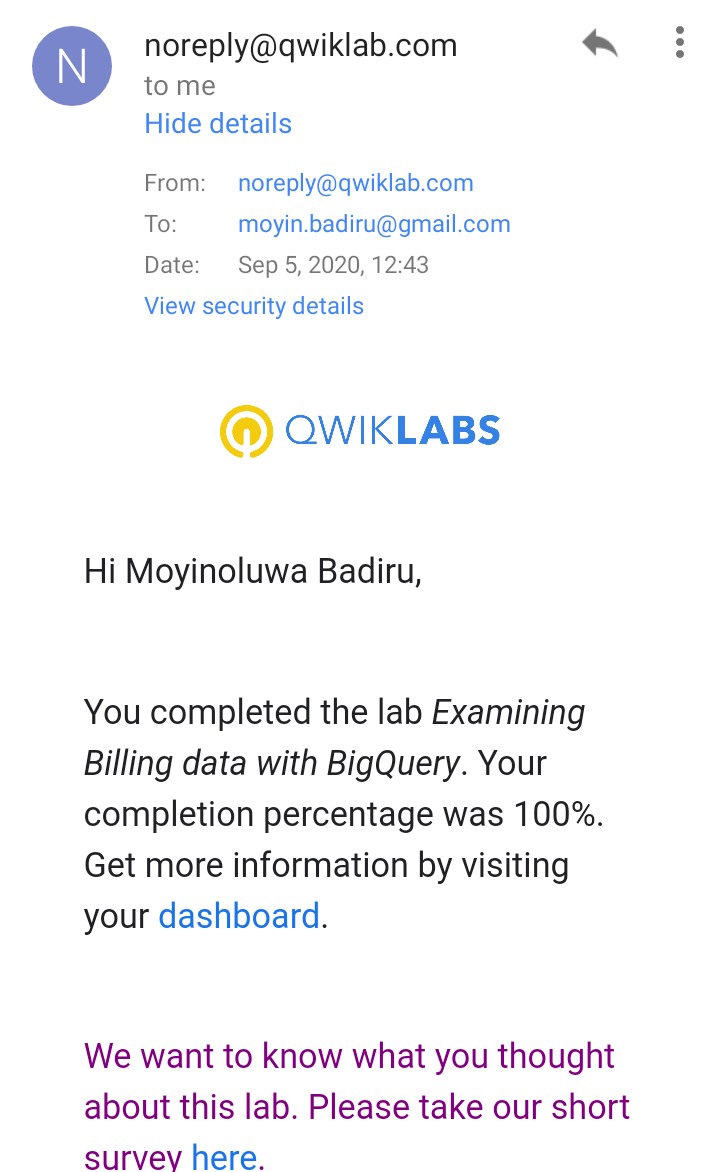 N
noreply@qwiklab.com
to me
Hide details
From: noreply@qwiklab.com
To: moyin.badiru@gmail.com
Date: Sep 5, 2020, 12:43
View security details
QWIKLABS
Hi Moyinoluwa Badiru,
You completed the lab Examining
Billing data with BigQuery. Your
completion percentage was 100%.
Get more information by visiting
your dashboard.
We want to know what you thought
about this lab. Please take our short
survey here.